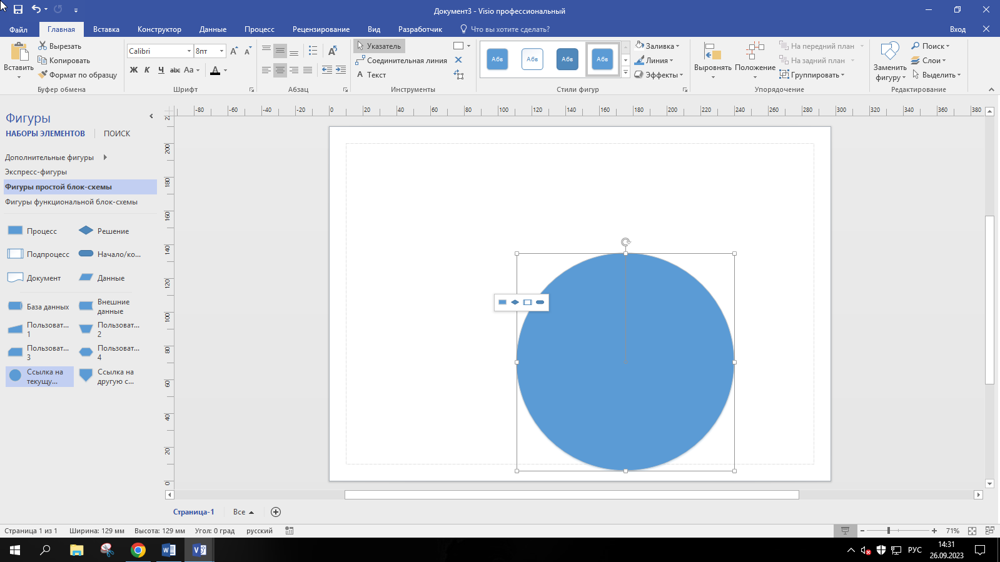 Документ3 - Visio профессиональный
Файл Главная Вставка Конструктор Данные Процесс Рецензирование Вид Разработчик Что вы хотите сделать? Вход
Вставить
Вырезать
Копировать
Формат по образцу
Буфер обмена
Calibri 8пт
Ж К Ч abc Aa A
Шрифт
Абзац
Указатель
Соединительная линия
Текст
Инструменты
Абв Абв Абв Абв
Стили фигур
Заливка
Линия
Эффекты
Выровнять Положение
На передний план
На задний план
Группировать
Упорядочение
Заменить
фигуру
Поиск
Слои
Выделить
Редактирование
Фигуры
НАБОРЫ ЭЛЕМЕНТОВ ПОИСК
Дополнительные фигуры
Экспресс-фигуры
Фигуры простой блок-схемы
Фигуры функциональной блок-схемы
Процесс Решение
Подпроцесс Начало/ко...
Документ Данные
База данных Внешние
данные
Пользоват...
1
Пользоват...
2
Пользоват...
3
Пользоват...
4
Ссылка на
текущу...
Ссылка на
другую с...
-80 -60 -40 -20 0 20 40 60 80 100 120 140 160 180 200 220 240 260 280 300 320 340 360 380
200
180
160
140
120
100
80
60
40
20
0
Страница-1 Все
Страница 1 из 1 Ширина: 129 мм Высота: 129 мм Угол: 0 град русский 71%
РУС
14:31
26.09.2023